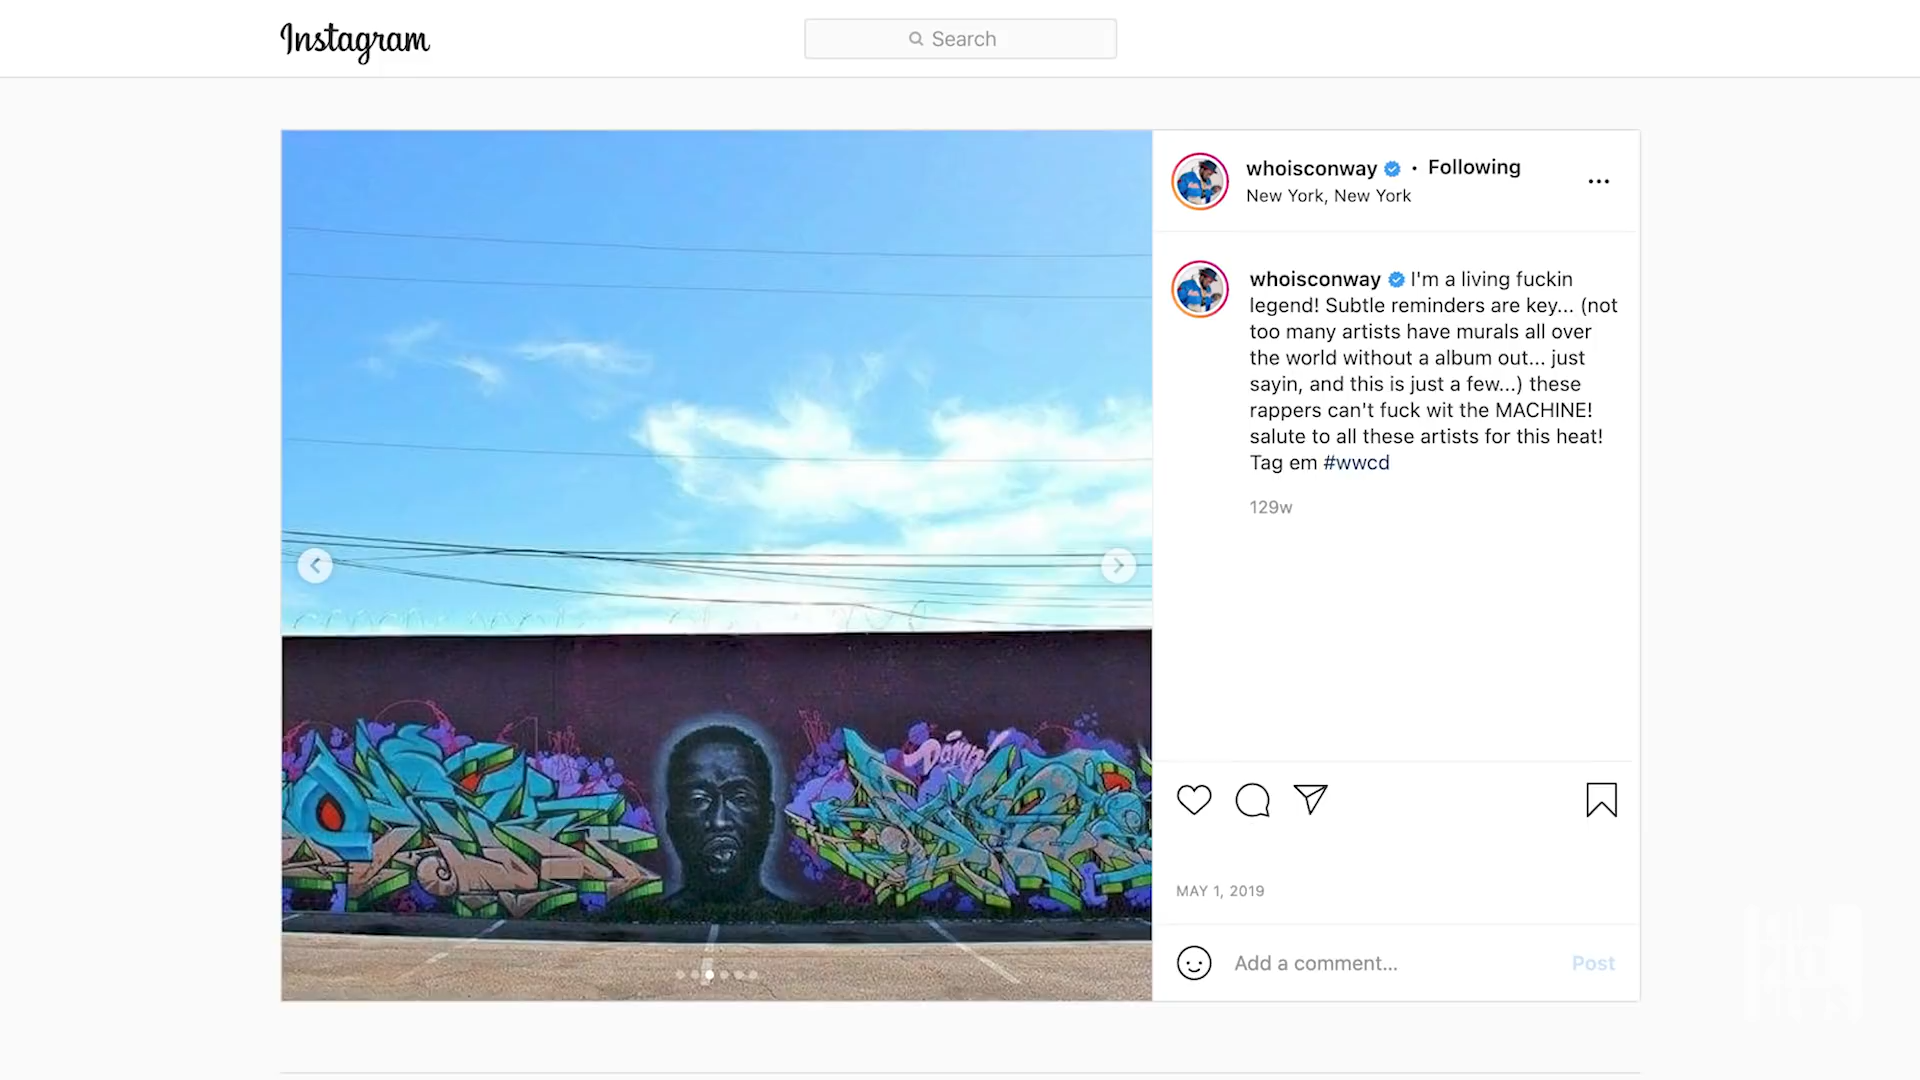 Instagram
Search
whoisconway • Following
New York, New York
whoisconway I'm a living fuckin
legend! Subtle reminders are key... (not
too many artists have murals all over
the world without a album out... just
sayin, and this is just a few...) these
rappers can't fuck wit the MACHINE!
salute to all these artists for this heat!
Tag em #wwcd
129w
MAY 1, 2019
Add a comment...
Post